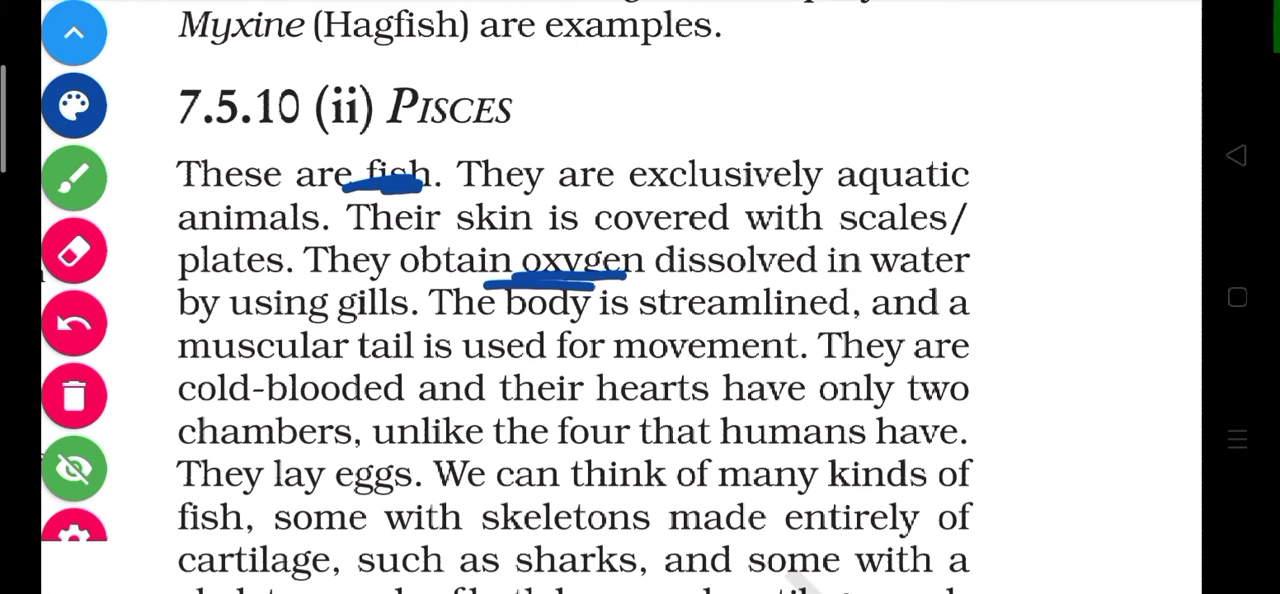 Myxine (Hagfish) are examples.
7.5.10 (ii) PISCES
These are fish. They are exclusively aquatic
animals. Their skin is covered with scales/
plates. They obtain oxygen dissolved in water
by using gills. The body is streamlined, and a
muscular tail is used for movement. They are
cold-blooded and their hearts have only two
chambers, unlike the four that humans have.
They lay eggs. We can think of many kinds of
fish, some with skeletons made entirely of
cartilage, such as sharks, and some with a